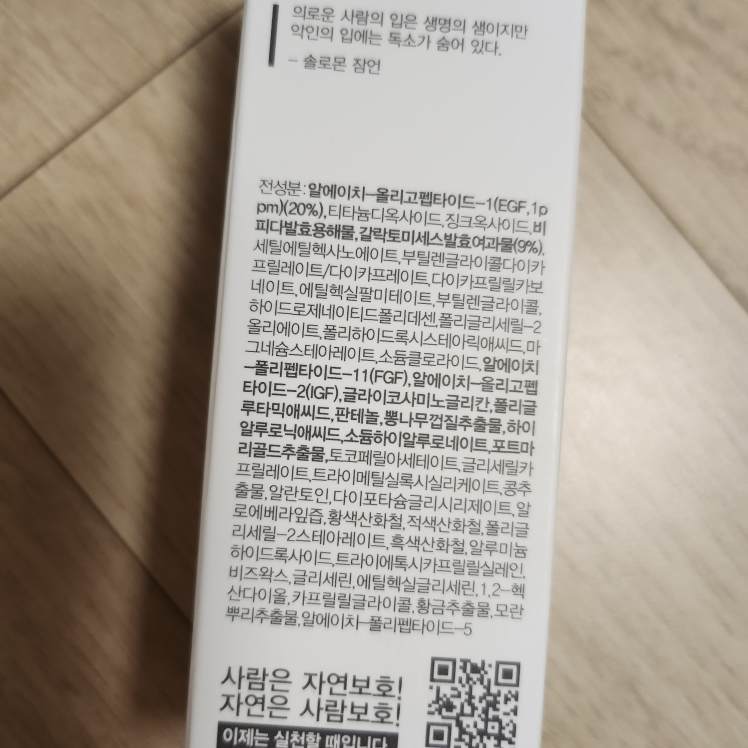 의로운 사람의 입은 생명의 샘이지만
악인의 입에는 독소가 숨어 있다.
- 솔로몬 잠언
전성분:알에이치-올리고펩타이드-1(EGF,1p
pm)(20%),티타늄디옥사이드,징크옥사이드,비
피다발효용해물,갈락토미세스발효여과물(9%),
세틸에틸헥사노에이트,부틸렌글라이콜다이카
프릴레이트/다이카프레이트,다이카프릴릴카보
네이트,에틸헥실팔미테이트,부틸렌글라이콜,
하이드로제네이티드폴리데센,폴리글리세릴-2
올리에이트,폴리하이드록시스테아릭애씨드,마
그네슘스테아레이트,소듐클로라이드,알에이치
-폴리펩타이드-11(FGF),알에이치-올리고펩
타이드-2(IGF),글라이코사미노글리칸,폴리글
루타믹애씨드,판테놀,뽕나무껍질추출물,하이
알루로닉애씨드,소듐하이알루로네이트,포트마
리골드추출물,토코페릴아세테이트,글리세릴카
프릴레이트,트라이메틸실록시실리케이트,콩추
출물,알란토인,다이포타슘글리시리제이트,알
로에베라잎즙,황색산화철,적색산화철,폴리글
리세릴-2스테아레이트,흑색산화철,알루미늄
하이드록사이드,트라이에톡시카프릴릴실레인,
비즈왁스,글리세린,에틸헥실글리세린,1,2-헥
산다이올,카프릴릴글라이콜,황금추출물,모란
뿌리추출물,알에이치-폴리펩타이드-5
사람은 자연보호!
자연은 사람보호!
이제는 실천할 때입니다